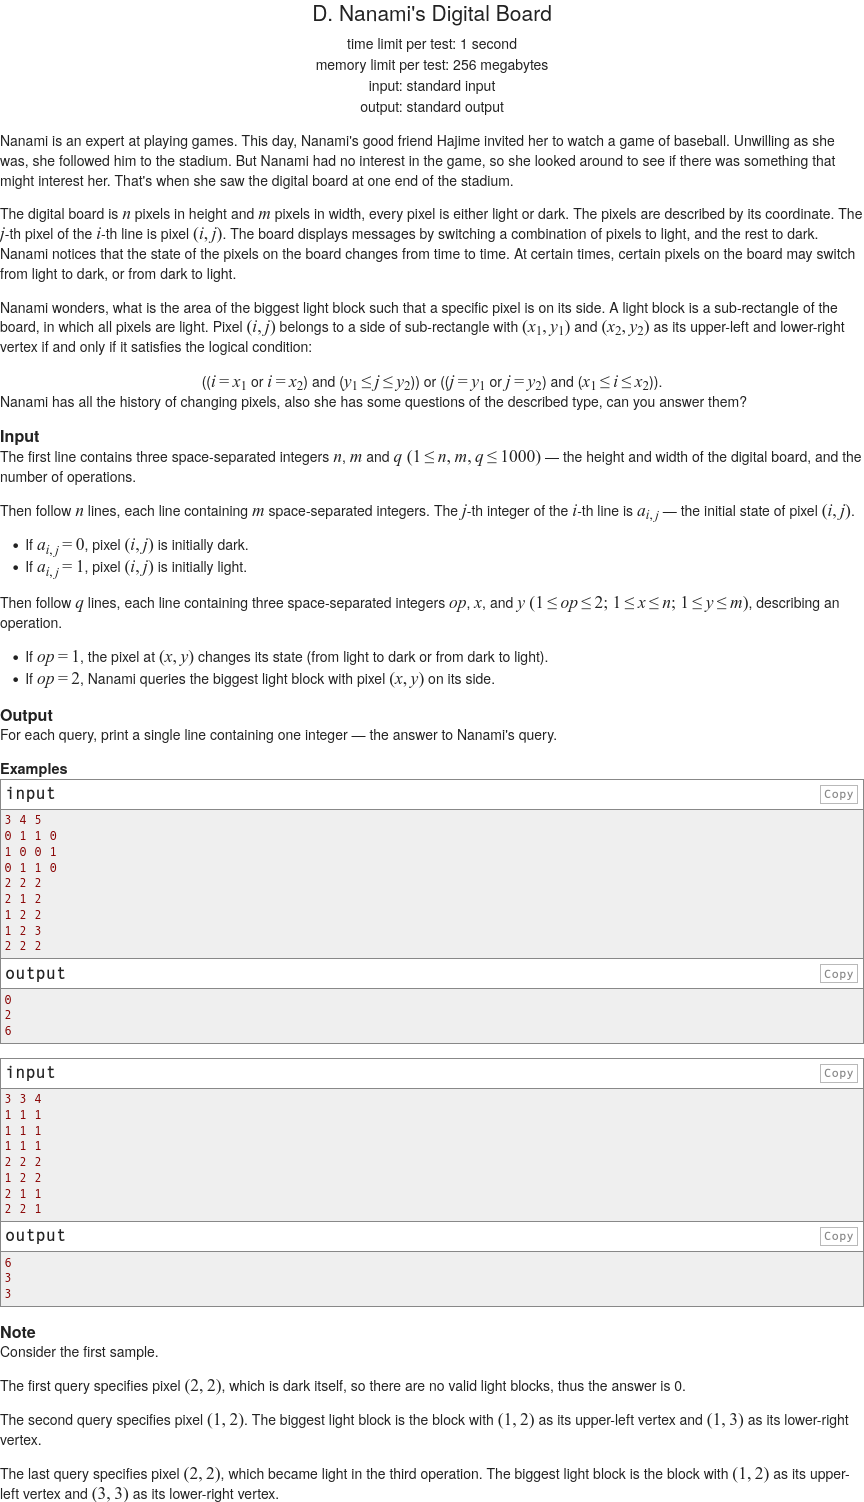 D. Nanami's Digital Board
time limit per test: 1 second
memory limit per test: 256 megabytes
input: standard input
output: standard output
Nanami is an expert at playing games. This day, Nanami's good friend Hajime invited her to watch a game of baseball. Unwilling as she
was, she followed him to the stadium. But Nanami had no interest in the game, so she looked around to see if there was something that
might interest her. That's when she saw the digital board at one end of the stadium.
The digital board is n pixels in height and m pixels in width, every pixel is either light or dark. The pixels are described by its coordinate. The
j-th pixel of the i-th line is pixel (i, j). The board displays messages by switching a combination of pixels to light, and the rest to dark.
Nanami notices that the state of the pixels on the board changes from time to time. At certain times, certain pixels on the board may switch
from light to dark, or from dark to light.
Nanami wonders, what is the area of the biggest light block such that a specific pixel is on its side. A light block is a sub-rectangle of the
board, in which all pixels are light. Pixel (i, j) belongs to a side of sub-rectangle with (x1, y1) and (x2, y2) as its upper-left and lower-right
vertex if and only if it satisfies the logical condition:
((i = x1 or i = x2) and (y1 ≤ j ≤ y2)) or ((j = y1 or j = y2) and (x1 ≤ i ≤ x2)).
Nanami has all the history of changing pixels, also she has some questions of the described type, can you answer them?
Input
The first line contains three space-separated integers n, m and q (1 ≤ n, m, q ≤ 1000) — the height and width of the digital board, and the
number of operations.
Then follow n lines, each line containing m space-separated integers. The j-th integer of the i-th line is ai, j — the initial state of pixel (i, j).
• If ai, j = 0, pixel (i, j) is initially dark.
• If ai, j = 1, pixel (i, j) is initially light.
Then follow q lines, each line containing three space-separated integers op, x, and y (1 ≤ op ≤ 2; 1 ≤ x ≤ n; 1 ≤ y ≤ m), describing an
operation.
• If op = 1, the pixel at (x, y) changes its state (from light to dark or from dark to light).
• If op = 2, Nanami queries the biggest light block with pixel (x, y) on its side.
Output
For each query, print a single line containing one integer — the answer to Nanami's query.
Examples
input Copy
3 4 5
0 1 1 0
1 0 0 1
0 1 1 0
2 2 2
2 1 2
1 2 2
1 2 3
2 2 2
output Copy
0
2
6
input Copy
3 3 4
1 1 1
1 1 1
1 1 1
2 2 2
1 2 2
2 1 1
2 2 1
output Copy
6
3
3
Note
Consider the first sample.
The first query specifies pixel (2, 2), which is dark itself, so there are no valid light blocks, thus the answer is 0.
The second query specifies pixel (1, 2). The biggest light block is the block with (1, 2) as its upper-left vertex and (1, 3) as its lower-right
vertex.
The last query specifies pixel (2, 2), which became light in the third operation. The biggest light block is the block with (1, 2) as its upper-
left vertex and (3, 3) as its lower-right vertex.